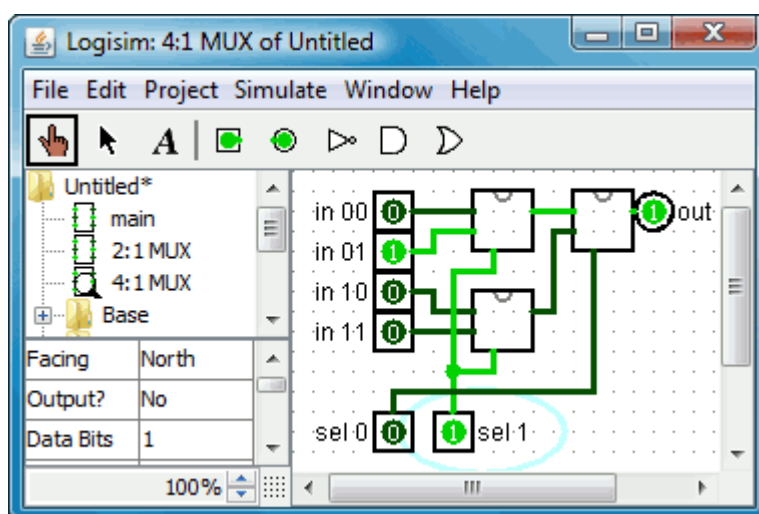 Logisim: 4:1 MUX of Untitled
File Edit Project Simulate Window Help
A
Untitled*
main
2:1 MUX
4:1 MUX
Base
Facing North
Output? No
Data Bits 1
100%
in 00 0
in 01 1
in 10 0
in 11 0
1 out
sel 0 0
1 sel 1